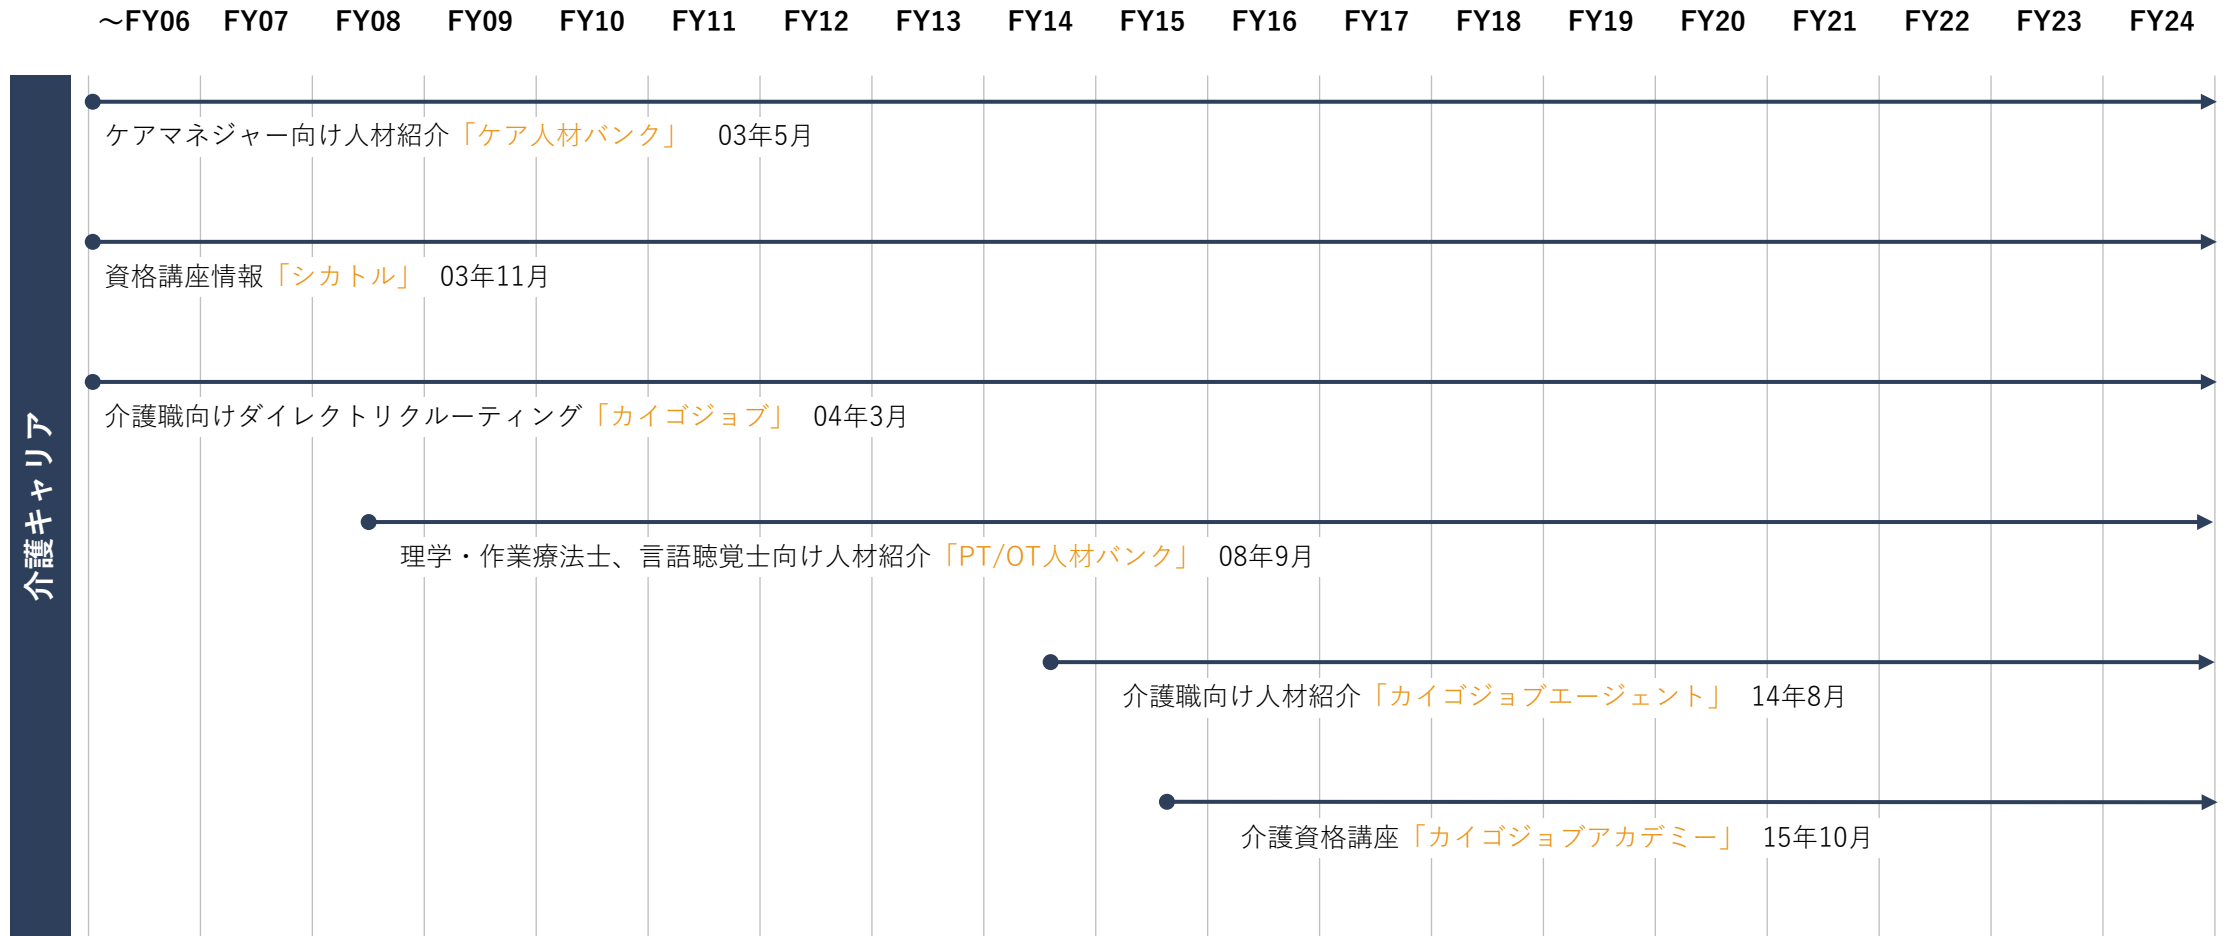 ～FY06 FY07 FY08 FY09 FY10 FY11 FY12 FY13 FY14 FY15 FY16 FY17 FY18 FY19 FY20 FY21 FY22 FY23 FY24
介護キャリア
ケアマネジャー向け人材紹介「ケア人材バンク」 03年5月
資格講座情報「シカトル」 03年11月
介護職向けダイレクトリクルーティング「カイゴジョブ」 04年3月
理学・作業療法士、言語聴覚士向け人材紹介「PT/OT人材バンク」 08年9月
介護職向け人材紹介「カイゴジョブエージェント」 14年8月
介護資格講座「カイゴジョブアカデミー」 15年10月